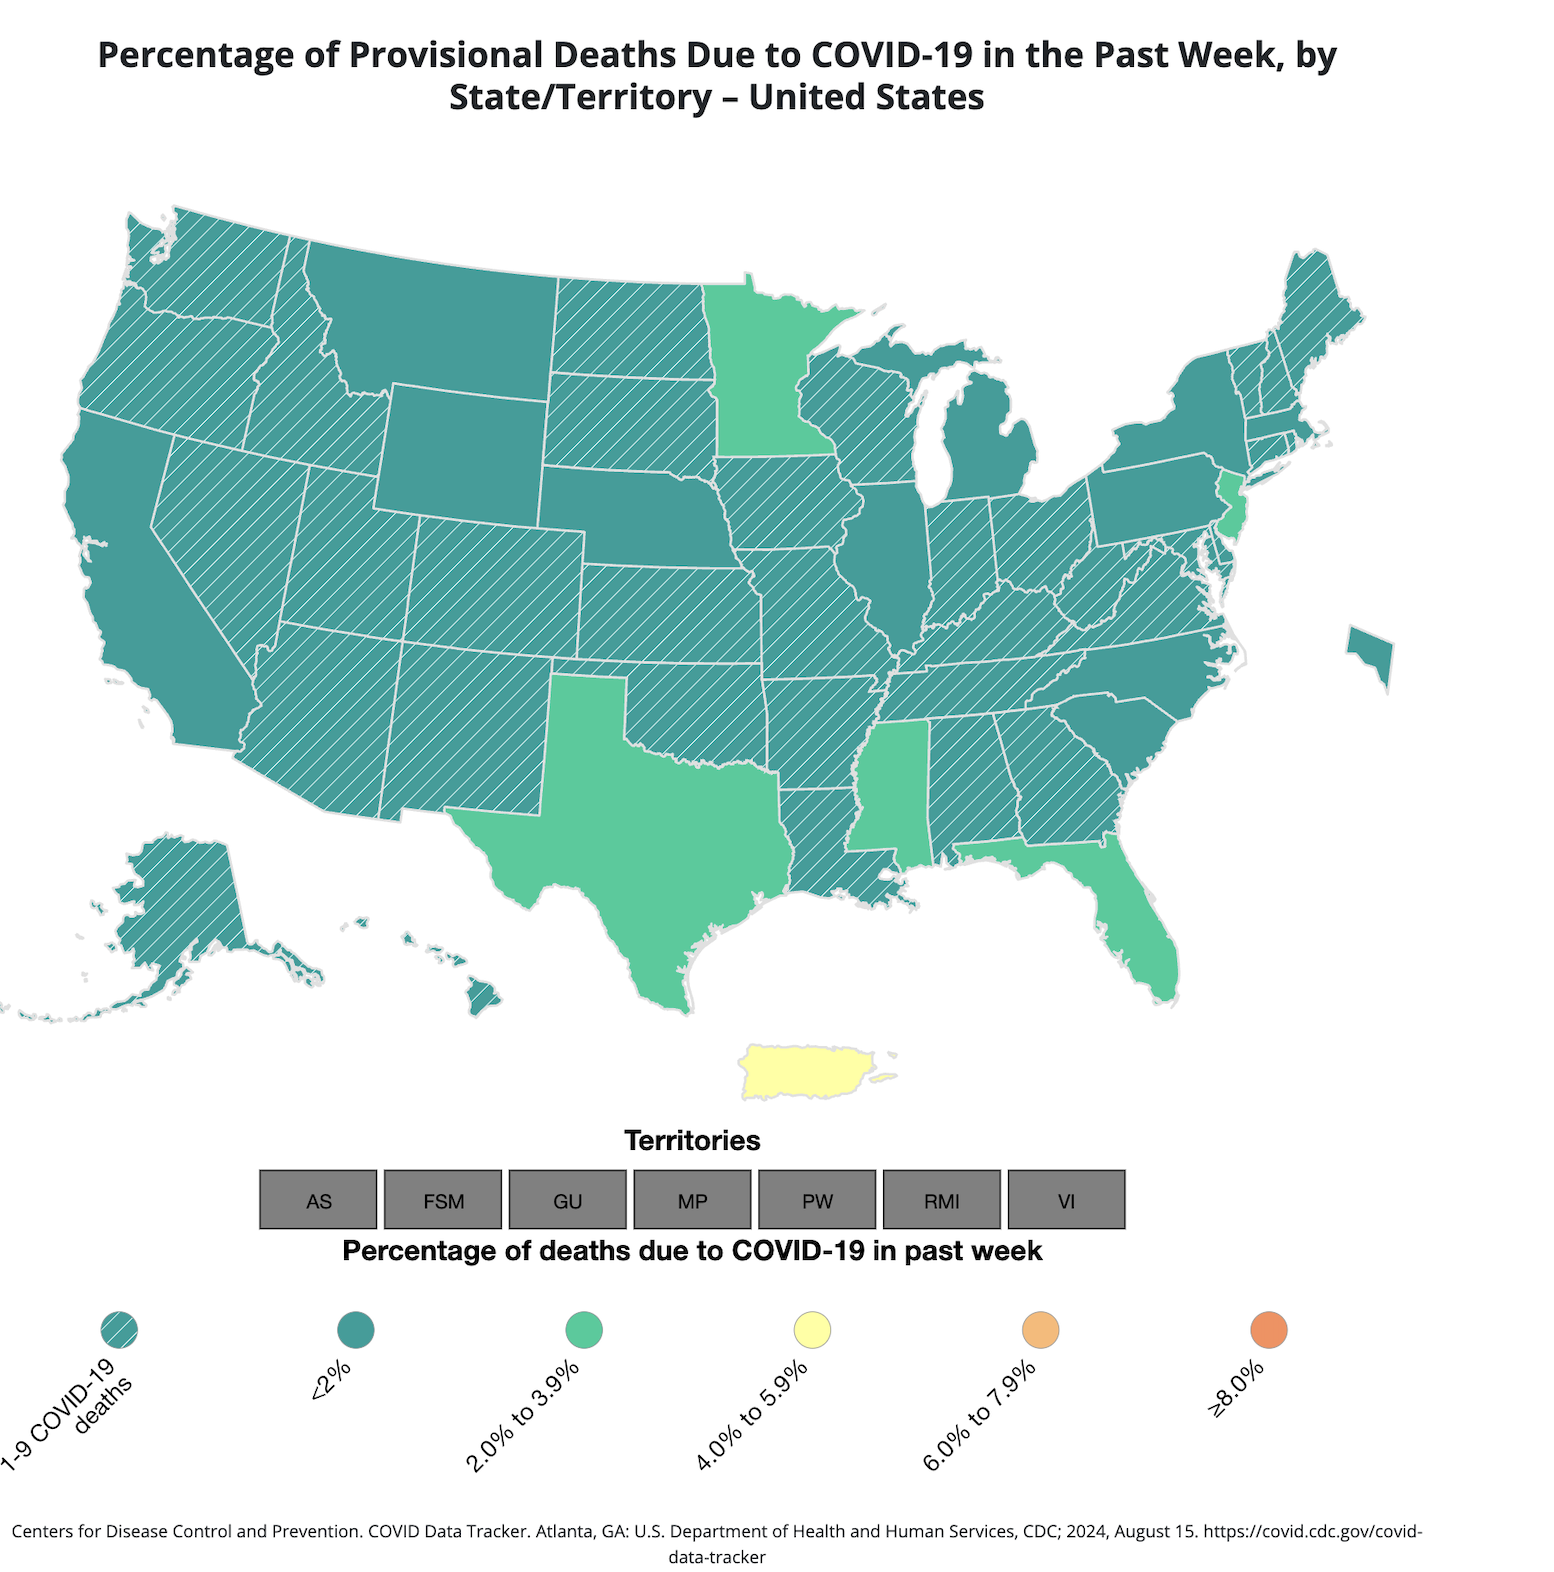 Percentage of Provisional Deaths Due to COVID-19 in the Past Week, by
State/Territory – United States
Territories
AS
FSM
GU
MP
PW
RMI
VI
Percentage of deaths due to COVID-19 in past week
1-9 COVID-19
deaths
<2%
2.0% to 3.9%
4.0% to 5.9%
6.0% to 7.9%
≥8.0%
Centers for Disease Control and Prevention. COVID Data Tracker. Atlanta, GA: U.S. Department of Health and Human Services, CDC; 2024, August 15. https://covid.cdc.gov/covid-
data-tracker